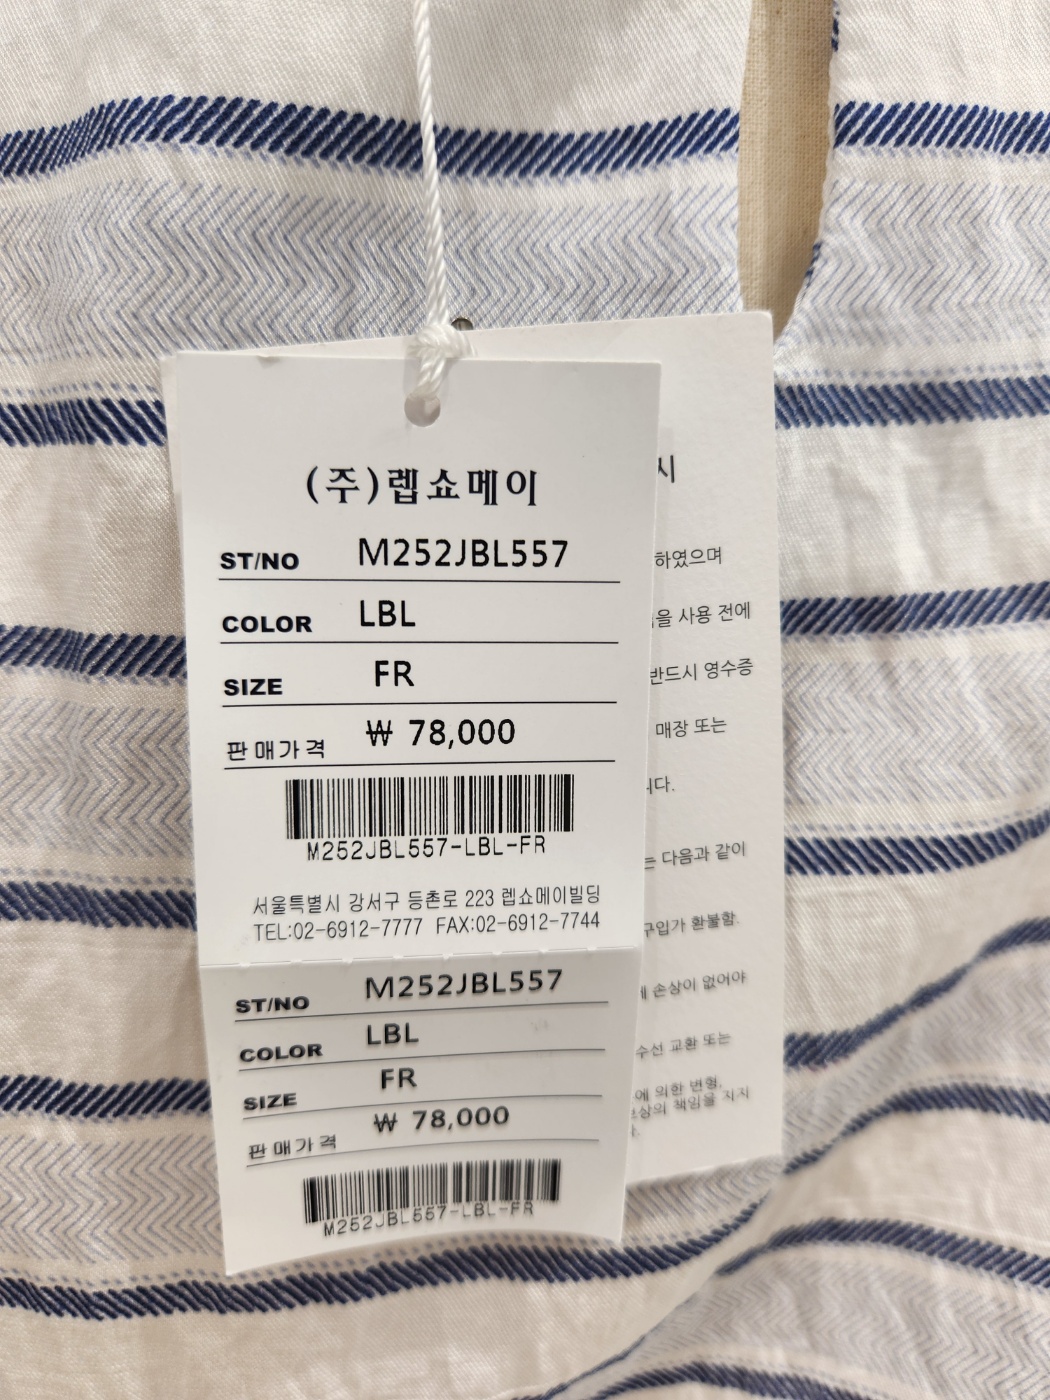 (주)렙쇼메이
ST/NO M252JBL557
COLOR LBL
SIZE FR
판매가격 ₩ 78,000
M252JBL557-LBL-FR
서울특별시 강서구 등촌로 223 렙쇼메이빌딩
TEL:02-6912-7777 FAX:02-6912-7744
ST/NO M252JBL557
COLOR LBL
SIZE FR
판매가격 ₩ 78,000
M252JBL557-LBL-FR
시
하였으며
을 사용 전에
반드시 영수증
매장 또는
니다.
는 다음과 같이
구입가 환불함.
손상이 없어야
수선 교환 또는
에 의한 변형,
보상의 책임을 지지